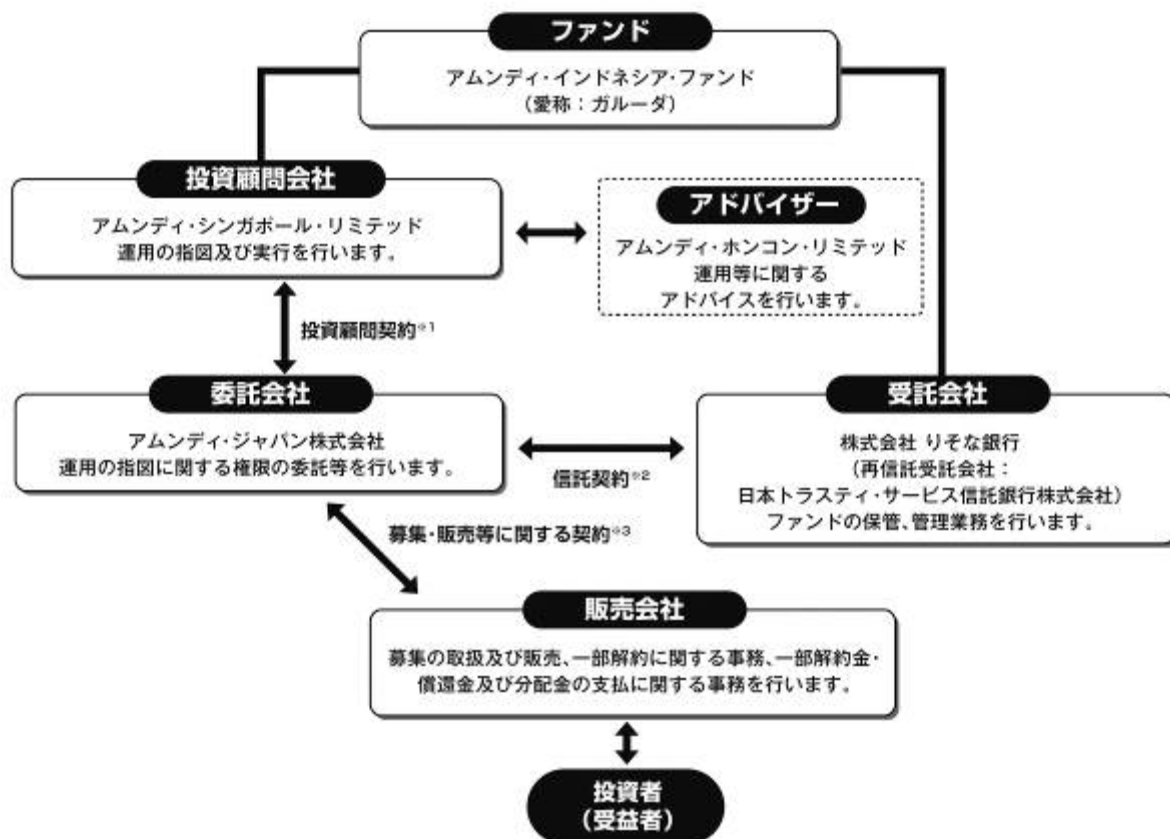 ファンド
アムンディ・インドネシア・ファンド
（愛称：ガルーダ）
投資顧問会社
アムンディ・シンガポール・リミテッド
運用の指図及び実行を行います。
アドバイザー
アムンディ・ホンコン・リミテッド
運用等に関する
アドバイスを行います。
投資顧問契約※1
委託会社
アムンディ・ジャパン株式会社
運用の指図に関する権限の委託等を行います。
信託契約※2
受託会社
株式会社 りそな銀行
（再信託受託会社：
日本トラスティ・サービス信託銀行株式会社）
ファンドの保管、管理業務を行います。
募集・販売等に関する契約※3
販売会社
募集の取扱及び販売、一部解約に関する事務、一部解約金・
償還金及び分配金の支払に関する事務を行います。
投資者
（受益者）